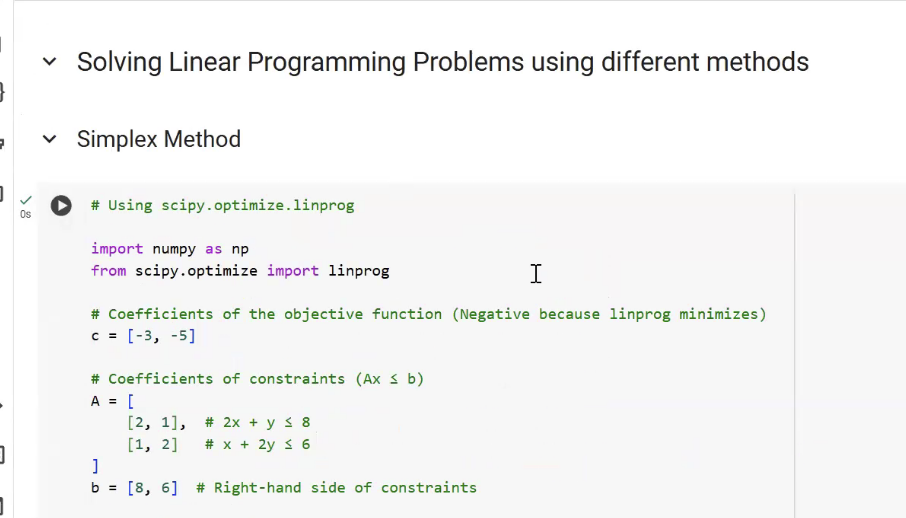 Solving Linear Programming Problems using different methods
Simplex Method
0s
# Using scipy.optimize.linprog
import numpy as np
from scipy.optimize import linprog
# Coefficients of the objective function (Negative because linprog minimizes)
c = [-3, -5]
# Coefficients of constraints (Ax ≤ b)
A = [
[2, 1],  # 2x + y ≤ 8
[1, 2]   # x + 2y ≤ 6
]
b = [8, 6]  # Right-hand side of constraints